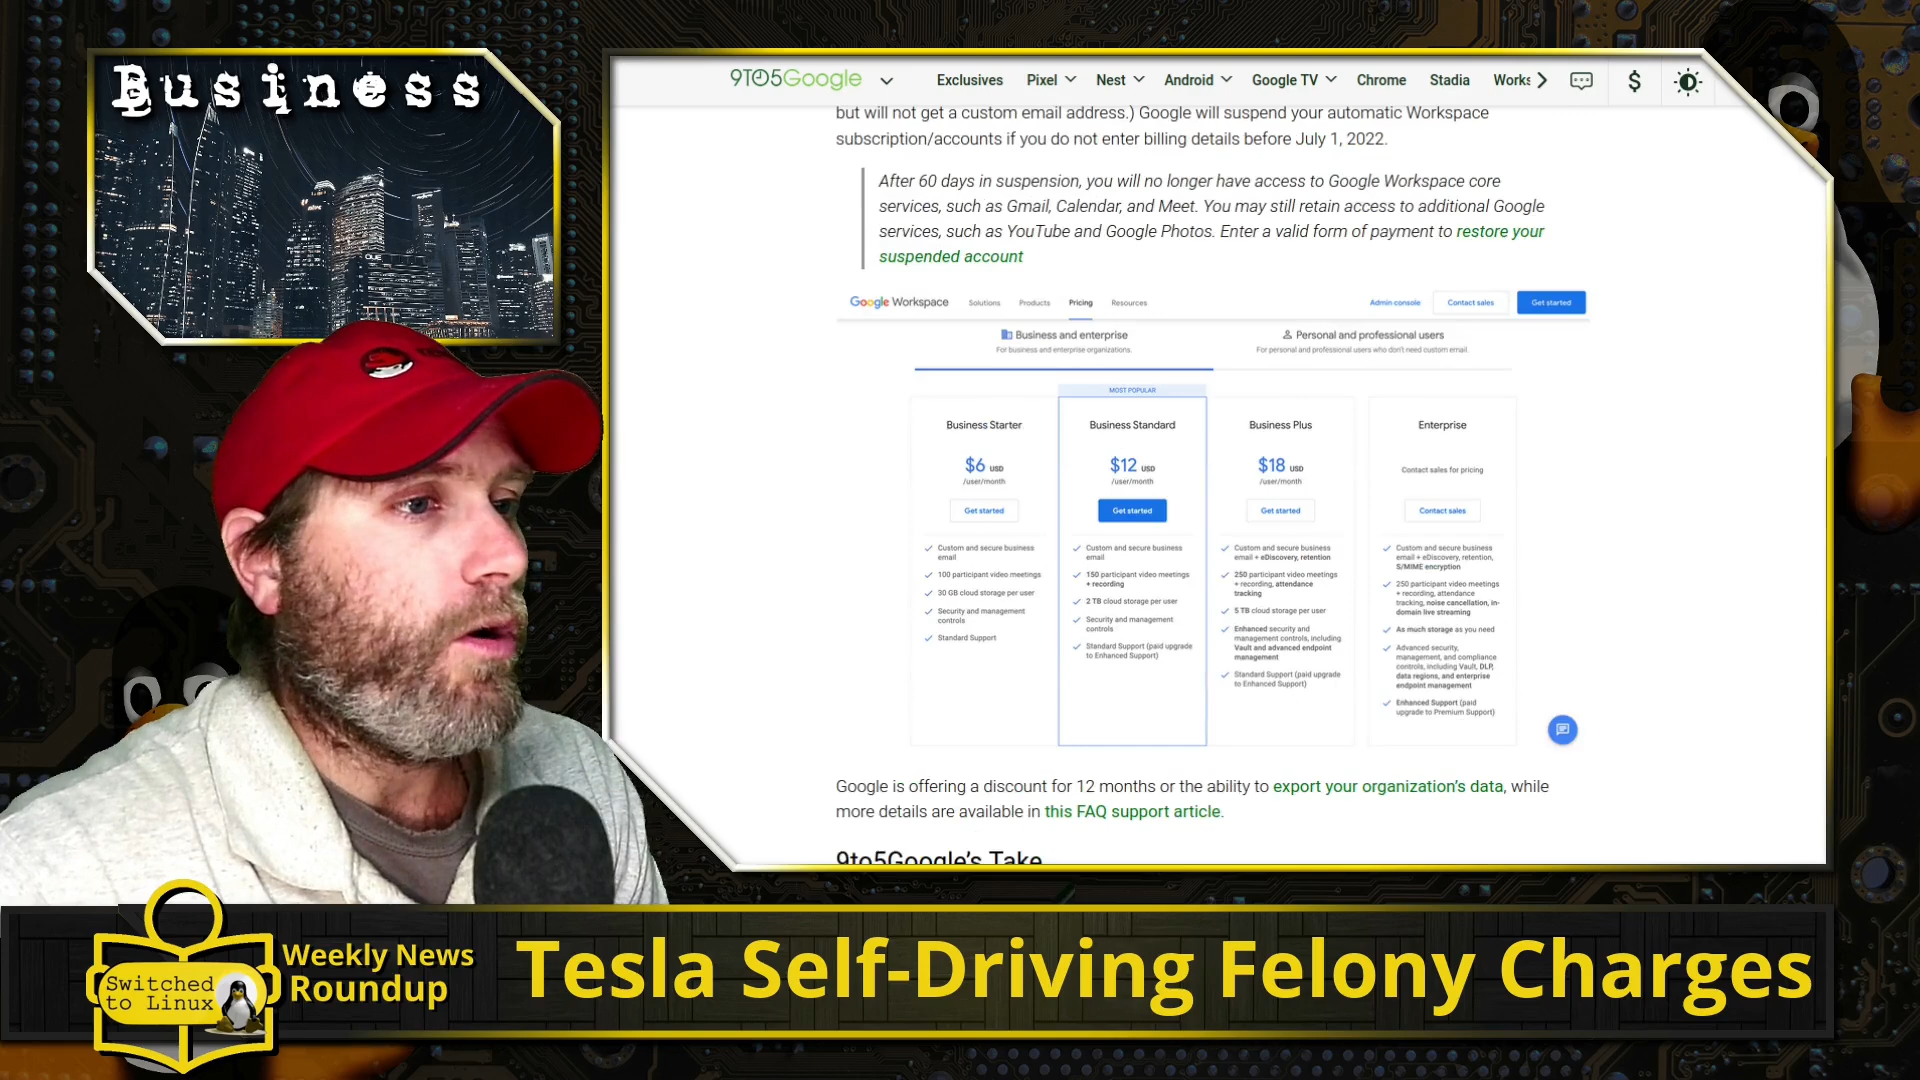 Business
9TO5Google
Exclusives Pixel Nest Android Google TV Chrome Stadia Works
but will not get a custom email address.) Google will suspend your automatic Workspace
subscription/accounts if you do not enter billing details before July 1, 2022.
After 60 days in suspension, you will no longer have access to Google Workspace core
services, such as Gmail, Calendar, and Meet. You may still retain access to additional Google
services, such as YouTube and Google Photos. Enter a valid form of payment to restore your
suspended account
Google Workspace Solutions Products Pricing Resources Admin console Contact sales Get started
Business and enterprise
For business and enterprise organizations.
Personal and professional users
For personal and professional users who don't need custom email.
MOST POPULAR
Business Starter
$6 USD
/user/month
Get started
Custom and secure business
email
100 participant video meetings
30 GB cloud storage per user
Security and management
controls
Standard Support
Business Standard
$12 USD
/user/month
Get started
Custom and secure business
email
150 participant video meetings
+ recording
2 TB cloud storage per user
Security and management
controls
Standard Support (paid upgrade
to Enhanced Support)
Business Plus
$18 USD
/user/month
Get started
Custom and secure business
email + eDiscovery, retention
250 participant video meetings
+ recording, attendance
tracking
5 TB cloud storage per user
Enhanced security and
management controls, including
Vault and advanced endpoint
management
Standard Support (paid upgrade
to Enhanced Support)
Enterprise
Contact sales for pricing
Contact sales
Custom and secure business
email + eDiscovery, retention,
S/MIME encryption
250 participant video meetings
+ recording, attendance
tracking, noise cancellation, in-
domain live streaming
As much storage as you need
Advanced security,
management, and compliance
controls, including Vault, DLP,
data regions, and enterprise
endpoint management
Enhanced Support (paid
upgrade to Premium Support)
Google is offering a discount for 12 months or the ability to export your organization's data, while
more details are available in this FAQ support article.
9to5Google's Take
Switched
to Linux
Weekly News
Roundup
Tesla Self-Driving Felony Charges